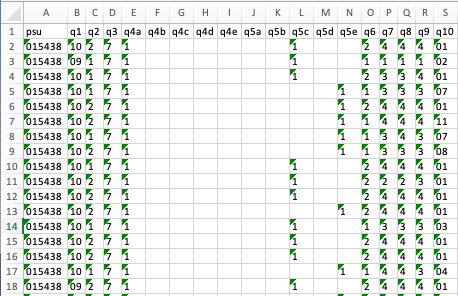 A B C D E F G H I J K L M N O P Q R S
1 psu q1 q2 q3 q4a q4b q4c q4d q4e q5a q5b q5c q5d q5e q6 q7 q8 q9 q10
2 015438 10 2 7 1 1 2 4 4 4 01
3 015438 09 1 7 1 1 1 1 1 1 02
4 015438 10 1 7 1 1 2 3 3 4 01
5 015438 10 1 7 1 1 1 3 3 3 07
6 015438 10 2 7 1 1 2 4 4 4 01
7 015438 10 2 7 1 1 1 4 4 4 11
8 015438 10 1 7 1 1 1 3 4 3 07
9 015438 10 2 7 1 1 1 3 3 3 08
10 015438 10 1 7 1 1 2 4 4 4 01
11 015438 10 2 7 1 1 2 2 2 3 01
12 015438 10 2 7 1 1 2 4 4 4 01
13 015438 10 2 7 1 1 2 4 4 4 01
14 015438 10 1 7 1 1 1 3 3 3 03
15 015438 10 2 7 1 1 2 4 4 4 01
16 015438 10 2 7 1 1 2 4 4 4 01
17 015438 10 1 7 1 1 1 4 4 3 04
18 015438 09 2 7 1 1 2 4 4 4 01